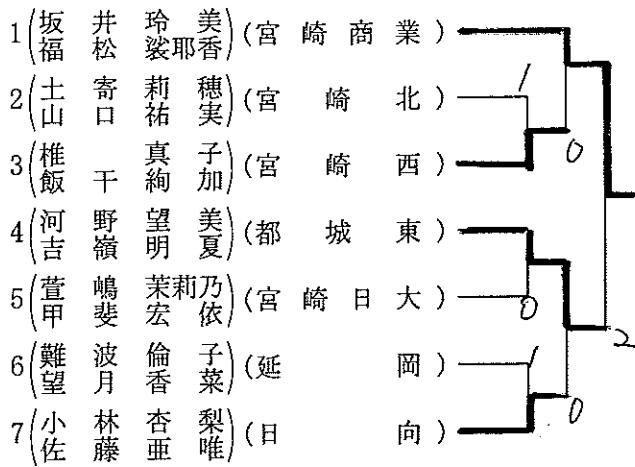 1 坂井玲美 (宮崎商業)
福松裟耶香
1
2 土寄莉穂 (宮崎北)
山口祐実
0
3 椎真子 (宮崎西)
飯干絢加
4 河野望美 (都城東)
吉嶺明夏
5 萱嶋茉莉乃 (宮崎日大)
甲斐宏依
0
2
6 難波倫子 (延岡)
望月香菜
1
0
7 小林杏梨 (日向)
佐藤亜唯